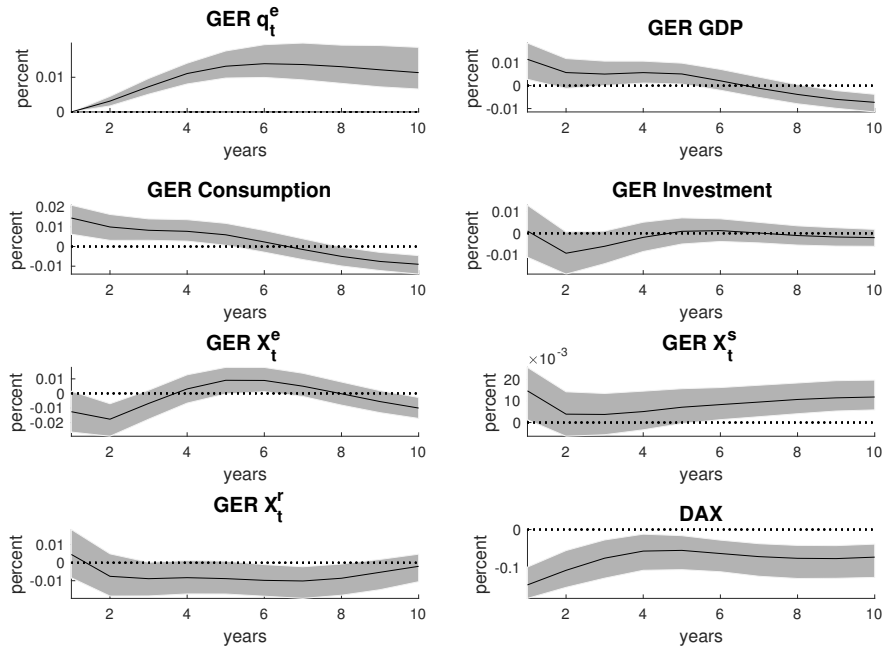 GER q_t^e
percent
0.01
0
2 4 6 8 10
years
GER GDP
percent
0.01
0
-0.01
2 4 6 8 10
years
GER Consumption
percent
0.02
0.01
0
-0.01
2 4 6 8 10
years
GER Investment
percent
0.01
0
-0.01
2 4 6 8 10
years
GER X_t^e
percent
0.01
0
-0.01
-0.02
2 4 6 8 10
years
GER X_t^s
×10^-3
percent
20
10
0
2 4 6 8 10
years
GER X_t^r
percent
0.01
0
-0.01
2 4 6 8 10
years
DAX
percent
0
-0.1
2 4 6 8 10
years